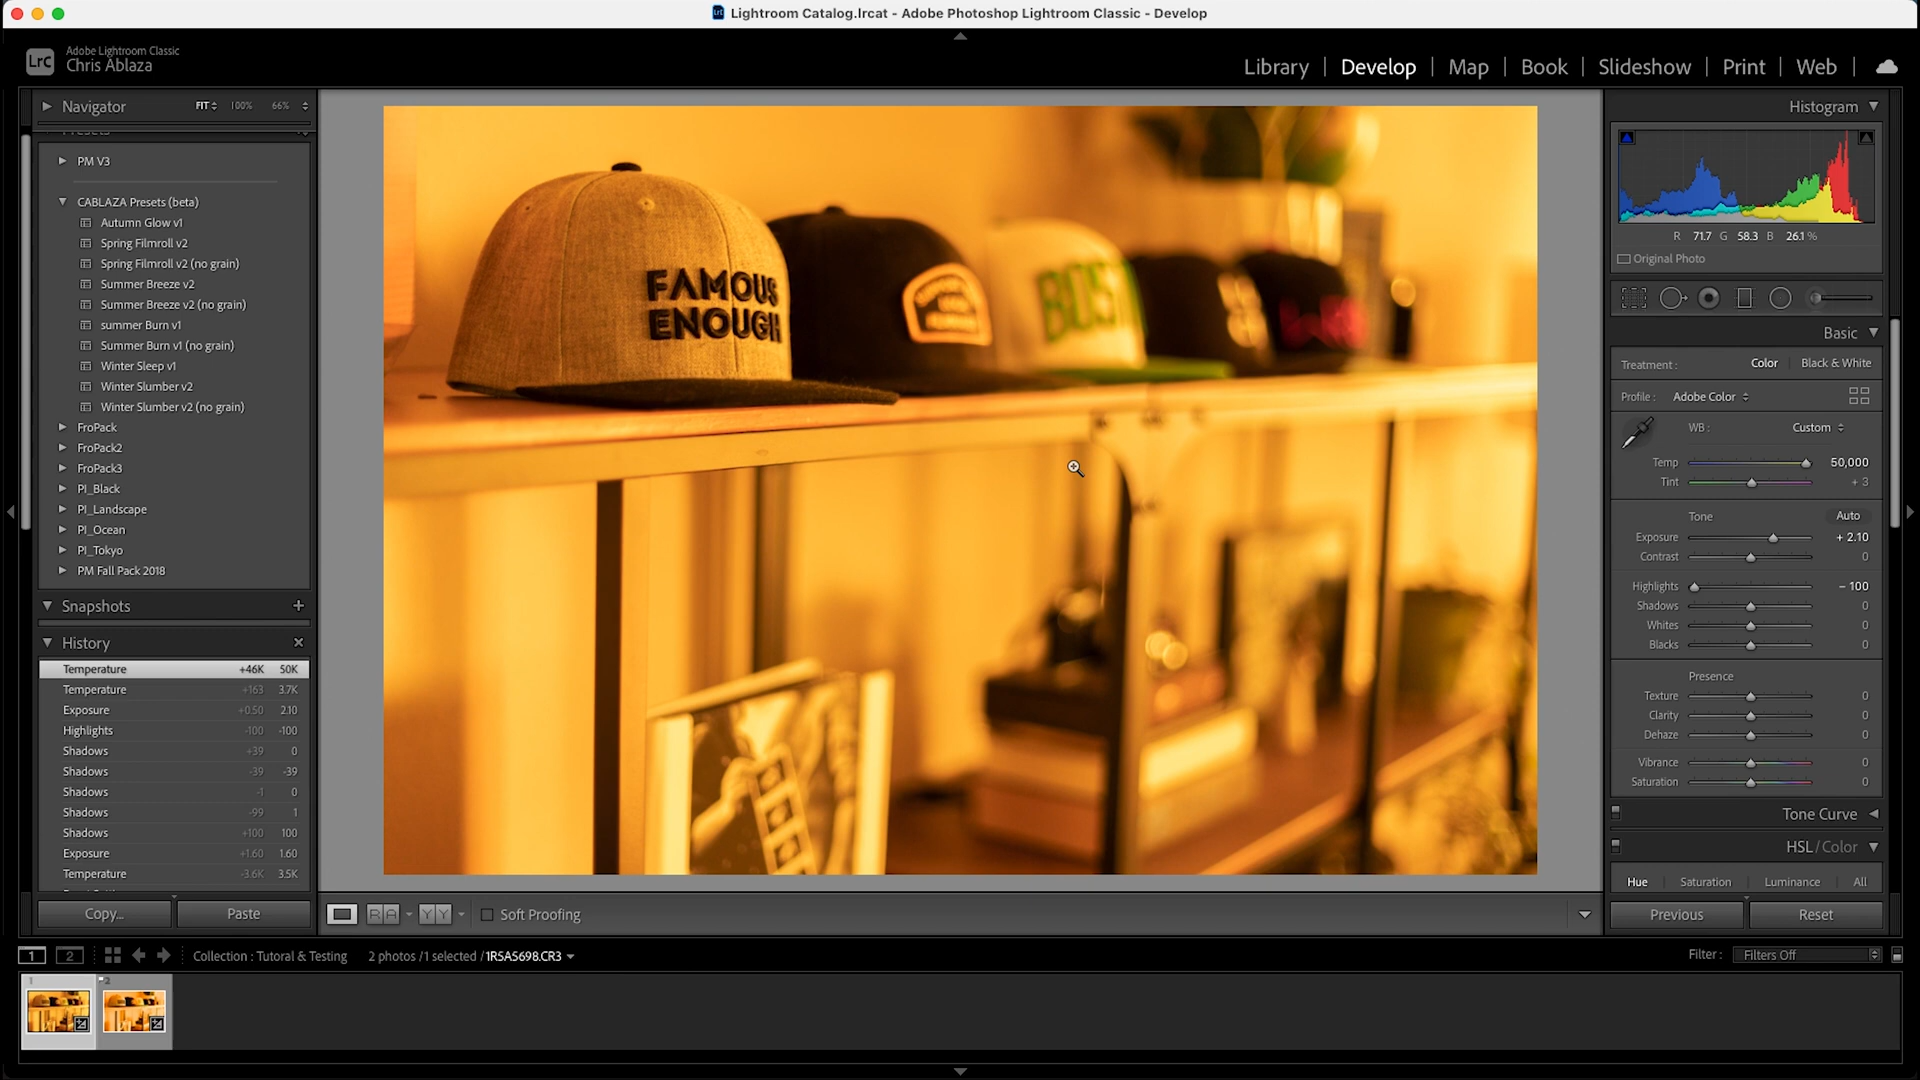 Lightroom Catalog.lrcat - Adobe Photoshop Lightroom Classic - Develop
LrC
Adobe Lightroom Classic
Chris Ablaza
Library | Develop | Map | Book | Slideshow | Print | Web |
Navigator FIT 100% 66%
Presets
PM V3
CABLAZA Presets (beta)
Autumn Glow v1
Spring Filmroll v2
Spring Filmroll v2 (no grain)
Summer Breeze v2
Summer Breeze v2 (no grain)
summer Burn v1
Summer Burn v1 (no grain)
Winter Sleep v1
Winter Slumber v2
Winter Slumber v2 (no grain)
FroPack
FroPack2
FroPack3
PI_Black
PI_Landscape
PI_Ocean
PI_Tokyo
PM Fall Pack 2018
Snapshots +
History ×
Temperature +46K 50K
Temperature +163 3.7K
Exposure +0.50 2.10
Highlights -100 -100
Shadows +39 0
Shadows -39 -39
Shadows -1 0
Shadows -99 1
Shadows +100 100
Exposure +1.60 1.60
Temperature -3.6K 3.5K
Copy... Paste
FAMOUS
ENOUGH
BOST
Histogram
R 71.7 G 58.3 B 26.1 %
Original Photo
Basic
Treatment : Color Black & White
Profile : Adobe Color
WB : Custom
Temp 50,000
Tint + 3
Tone Auto
Exposure + 2.10
Contrast 0
Highlights – 100
Shadows 0
Whites 0
Blacks 0
Presence
Texture 0
Clarity 0
Dehaze 0
Vibrance 0
Saturation 0
Tone Curve
HSL / Color
Hue Saturation Luminance All
Previous Reset
R A Y Y Soft Proofing
1 2 Collection : Tutoral & Testing 2 photos / 1 selected / 1R5A5698.CR3
Filter : Filters Off
1 2